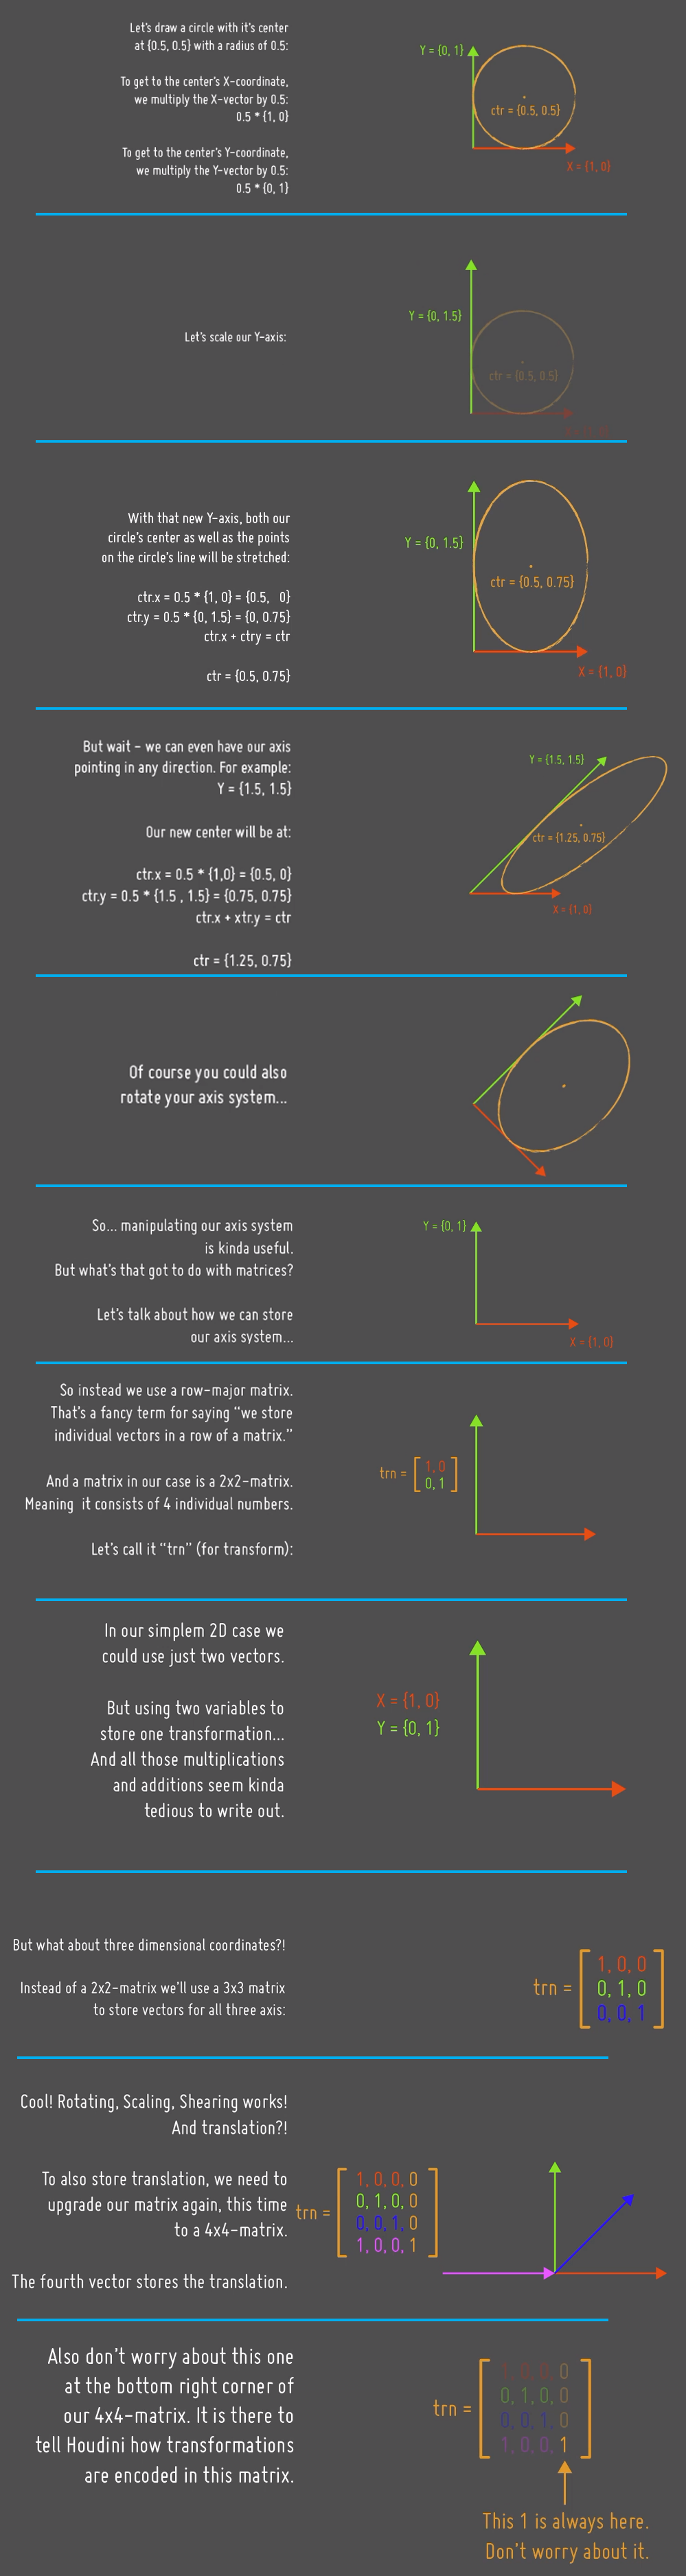 Let's draw a circle with it's center
at {0.5, 0.5} with a radius of 0.5:
To get to the center's X-coordinate,
we multiply the X-vector by 0.5:
0.5 * {1, 0}
To get to the center's Y-coordinate,
we multiply the Y-vector by 0.5:
0.5 * {0, 1}
Y = {0, 1}
ctr = {0.5, 0.5}
X = {1, 0}
Let's scale our Y-axis:
Y = {0, 1.5}
ctr = {0.5, 0.5}
With that new Y-axis, both our
circle's center as well as the points
on the circle's line will be stretched:
ctr.x = 0.5 * {1, 0} = {0.5, 0}
ctr.y = 0.5 * {0, 1.5} = {0, 0.75}
ctr.x + ctr.y = ctr
ctr = {0.5, 0.75}
Y = {0, 1.5}
ctr = {0.5, 0.75}
X = {1, 0}
But wait - we can even have our axis
pointing in any direction. For example:
Y = {1.5, 1.5}
Our new center will be at:
ctr.x = 0.5 * {1,0} = {0.5, 0}
ctr.y = 0.5 * {1.5 , 1.5} = {0.75, 0.75}
ctr.x + xtr.y = ctr
ctr = {1.25, 0.75}
Y = {1.5, 1.5}
ctr = {1.25, 0.75}
X = {1, 0}
Of course you could also
rotate your axis system...
So... manipulating our axis system
is kinda useful.
But what's that got to do with matrices?
Let's talk about how we can store
our axis system...
Y = {0, 1}
X = {1, 0}
So instead we use a row-major matrix.
That's a fancy term for saying "we store
individual vectors in a row of a matrix."
And a matrix in our case is a 2x2-matrix.
Meaning it consists of 4 individual numbers.
Let's call it "trn" (for transform):
trn =
1, 0
0, 1
In our simplem 2D case we
could use just two vectors.
But using two variables to
store one transformation...
And all those multiplications
and additions seem kinda
tedious to write out.
X = {1, 0}
Y = {0, 1}
But what about three dimensional coordinates?!
Instead of a 2x2-matrix we'll use a 3x3 matrix
to store vectors for all three axis:
trn =
1, 0, 0
0, 1, 0
0, 0, 1
Cool! Rotating, Scaling, Shearing works!
And translation?!
To also store translation, we need to
upgrade our matrix again, this time
to a 4x4-matrix.
The fourth vector stores the translation.
trn =
1, 0, 0, 0
0, 1, 0, 0
0, 0, 1, 0
1, 0, 0, 1
Also don't worry about this one
at the bottom right corner of
our 4x4-matrix. It is there to
tell Houdini how transformations
are encoded in this matrix.
trn =
1, 0, 0, 0
0, 1, 0, 0
0, 0, 1, 0
1, 0, 0, 1
This 1 is always here.
Don't worry about it.